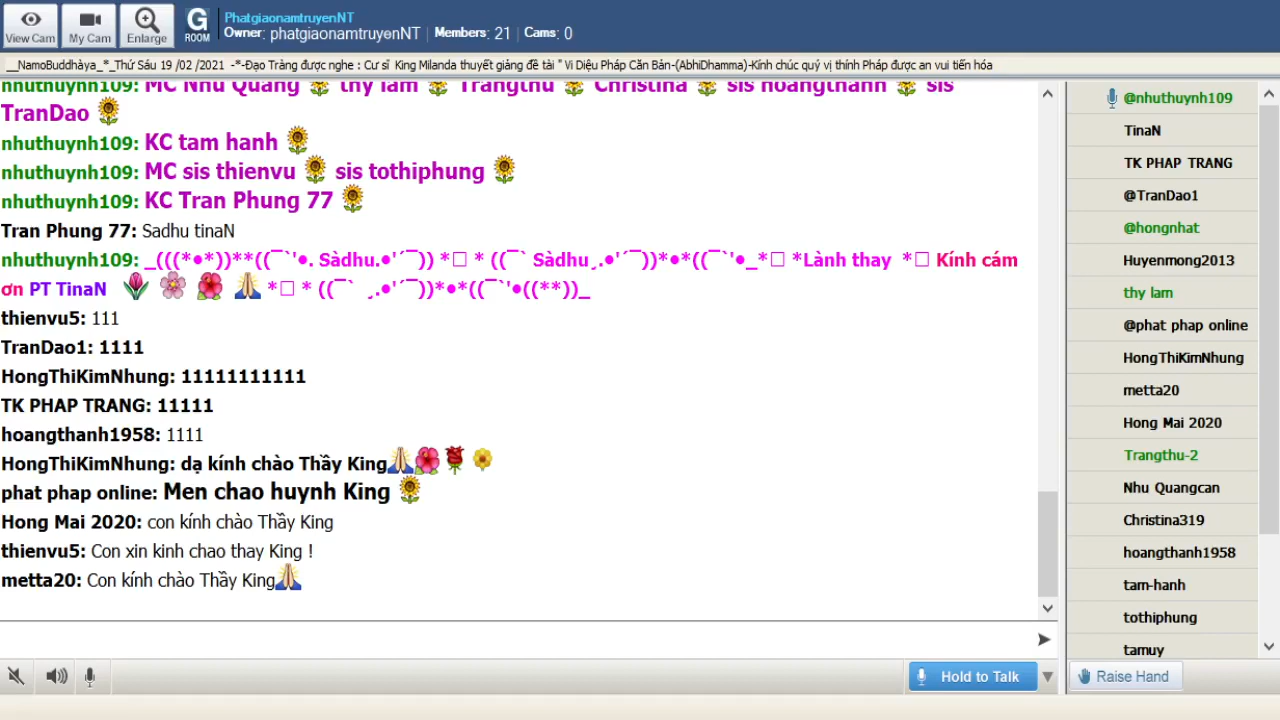 View Cam
My Cam
Enlarge
G
ROOM
PhatgiaonamtruyenNT
Owner: phatgiaonamtruyenNT | Members: 21 | Cams: 0
__NamoBuddhàya_*_Thứ Sáu 19 /02 /2021 -*-Đạo Tràng được nghe : Cư sĩ King Milanda thuyết giảng đề tài " Vi Diệu Pháp Căn Bản-(AbhiDhamma)-Kính chúc quý vị thính Pháp được an vui tiến hóa
nhuthuynh109: MC Nhu Quang 🌻 thy lam 🌻 Trangthu 🌻 Christina 🌻 sis hoangthanh 🌻 sis
TranDao 🌻
nhuthuynh109: KC tam hanh 🌻
nhuthuynh109: MC sis thienvu 🌻 sis tothiphung 🌻
nhuthuynh109: KC Tran Phung 77 🌻
Tran Phung 77: Sadhu tinaN
nhuthuynh109: _(((*•*))**((¯`'•. Sàdhu.•'´¯)) *□ * ((¯` Sàdhu¸.•'´¯))*•*((¯`'•_*□ *Lành thay *□ Kính cám
ơn PT TinaN 🌷 🌸 🌺 🙏 *□ * ((¯` ¸.•'´¯))*•*((¯`'•((**))_
thienvu5: 111
TranDao1: 1111
HongThiKimNhung: 11111111111
TK PHAP TRANG: 11111
hoangthanh1958: 1111
HongThiKimNhung: dạ kính chào Thầy King🙏🌺🌹🌼
phat phap online: Men chao huynh King 🌻
Hong Mai 2020: con kính chào Thầy King
thienvu5: Con xin kinh chao thay King !
metta20: Con kính chào Thầy King🙏
Hold to Talk
@nhuthuynh109
TinaN
TK PHAP TRANG
@TranDao1
@hongnhat
Huyenmong2013
thy lam
@phat phap online
HongThiKimNhung
metta20
Hong Mai 2020
Trangthu-2
Nhu Quangcan
Christina319
hoangthanh1958
tam-hanh
tothiphung
tamuy
Raise Hand